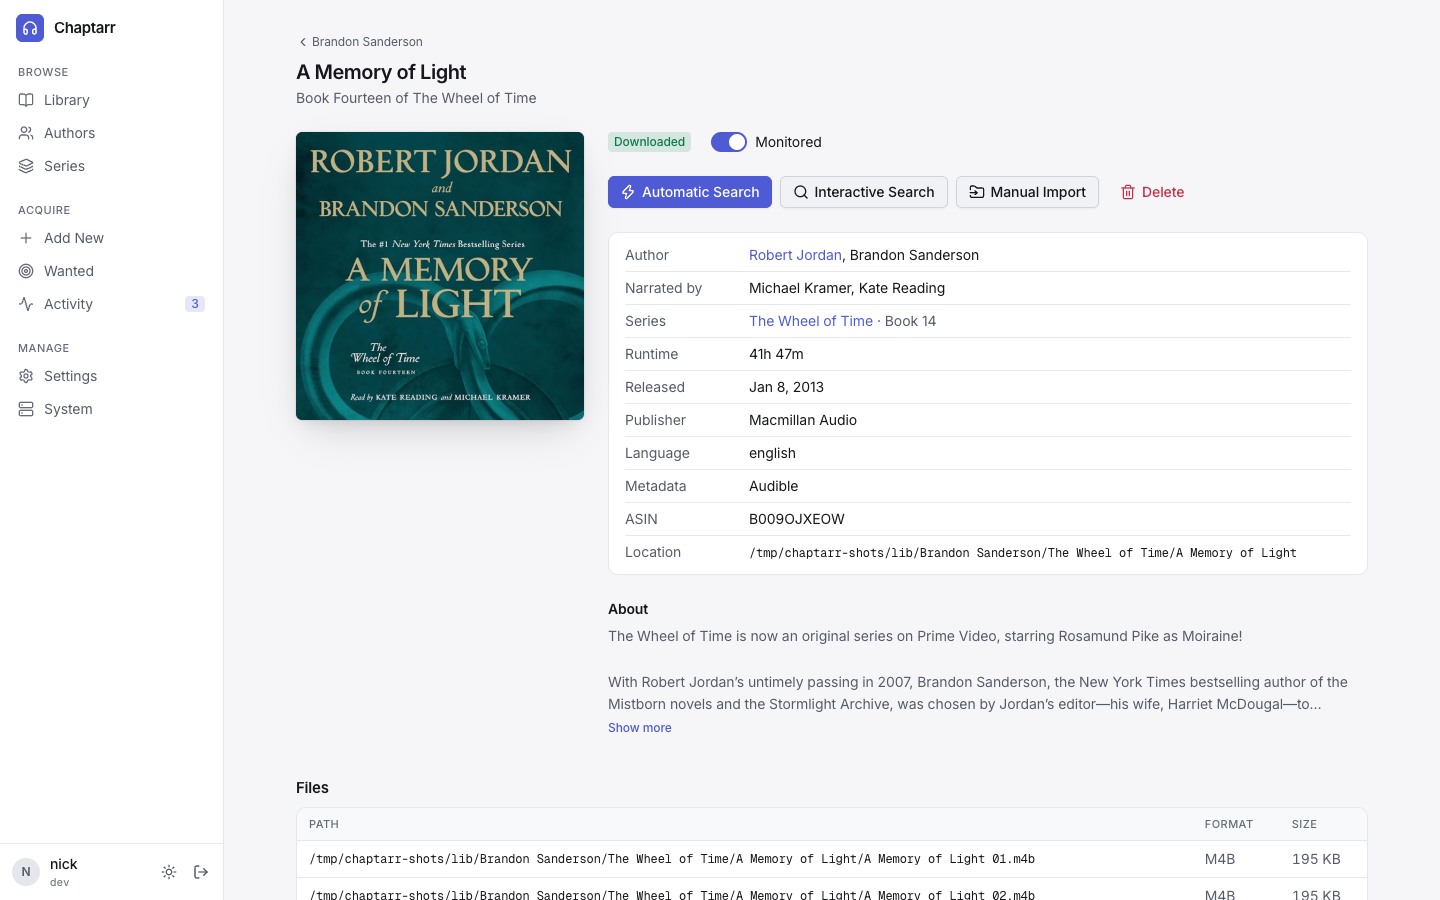 Chaptarr
BROWSE
Library
Authors
Series
ACQUIRE
Add New
Wanted
Activity 3
MANAGE
Settings
System
N nick
dev
Brandon Sanderson
A Memory of Light
Book Fourteen of The Wheel of Time
ROBERT JORDAN
and
BRANDON SANDERSON
The #1 New York Times Bestselling Series
A MEMORY
of LIGHT
The
Wheel of Time
BOOK FOURTEEN
Read by KATE READING and MICHAEL KRAMER
Downloaded Monitored
Automatic Search Interactive Search Manual Import Delete
Author Robert Jordan, Brandon Sanderson
Narrated by Michael Kramer, Kate Reading
Series The Wheel of Time · Book 14
Runtime 41h 47m
Released Jan 8, 2013
Publisher Macmillan Audio
Language english
Metadata Audible
ASIN B009OJXEOW
Location /tmp/chaptarr-shots/lib/Brandon Sanderson/The Wheel of Time/A Memory of Light
About
The Wheel of Time is now an original series on Prime Video, starring Rosamund Pike as Moiraine!
With Robert Jordan’s untimely passing in 2007, Brandon Sanderson, the New York Times bestselling author of the
Mistborn novels and the Stormlight Archive, was chosen by Jordan’s editor—his wife, Harriet McDougal—to…
Show more
Files
PATH FORMAT SIZE
/tmp/chaptarr-shots/lib/Brandon Sanderson/The Wheel of Time/A Memory of Light/A Memory of Light 01.m4b M4B 195 KB
/tmp/chaptarr-shots/lib/Brandon Sanderson/The Wheel of Time/A Memory of Light/A Memory of Light 02.m4b M4B 195 KB